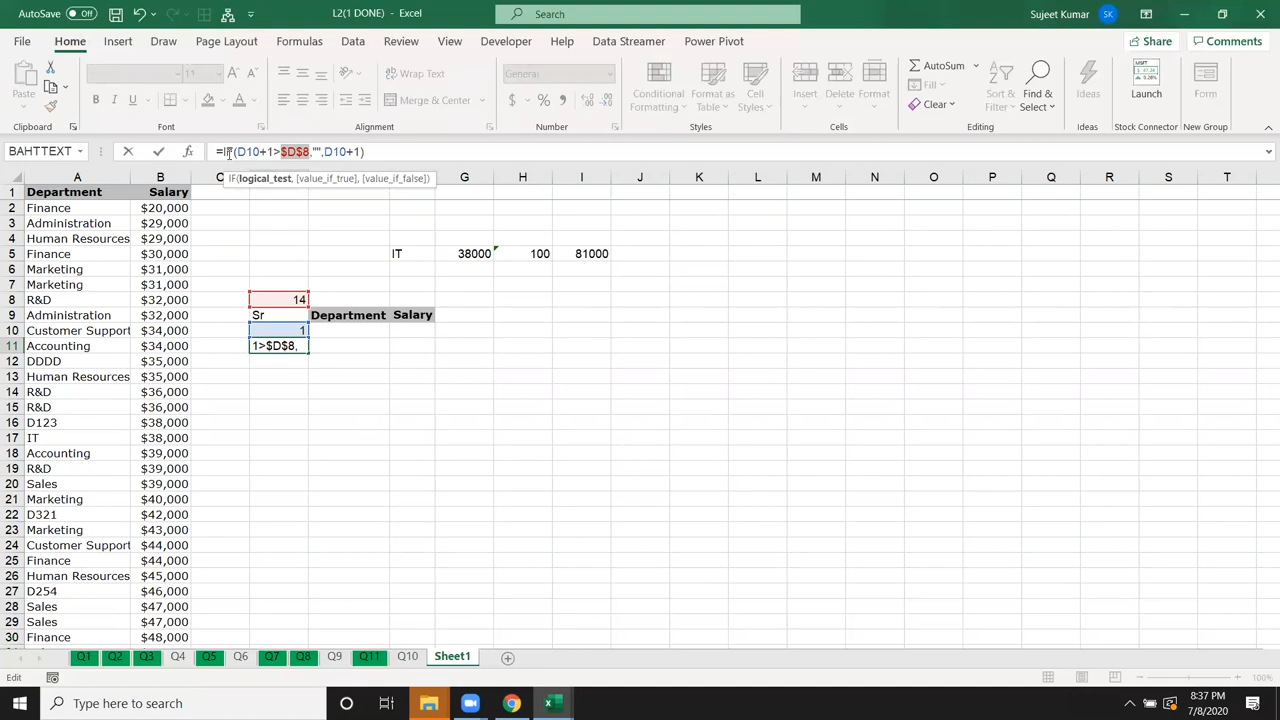 AutoSave Off L2(1 DONE) - Excel Search Sujeet Kumar SK
File Home Insert Draw Page Layout Formulas Data Review View Developer Help Data Streamer Power Pivot Share Comments
Paste Wrap Text General AutoSum
B I U A Merge & Center $ % Conditional Formatting Format as Table Cell Styles Insert Delete Format Fill Clear Sort & Filter Find & Select Ideas Launch Form
Clipboard Font Alignment Number Styles Cells Editing Ideas New Group
BAHTTEXT =IF(D10+1>$D$8,"",D10+1)
IF(logical_test, [value_if_true], [value_if_false])
A B C G H I J K L M N O P Q R S T
1 Department Salary
2 Finance $20,000
3 Administration $29,000
4 Human Resources $29,000
5 Finance $30,000 IT 38000 100 81000
6 Marketing $31,000
7 Marketing $31,000
8 R&D $32,000 14
9 Administration $32,000 Sr Department Salary
10 Customer Support $34,000 1
11 Accounting $34,000 1>$D$8,
12 DDDD $35,000
13 Human Resources $35,000
14 R&D $36,000
15 R&D $36,000
16 D123 $38,000
17 IT $38,000
18 Accounting $39,000
19 R&D $39,000
20 Sales $39,000
21 Marketing $40,000
22 D321 $42,000
23 Marketing $43,000
24 Customer Support $44,000
25 Finance $44,000
26 Human Resources $45,000
27 D254 $46,000
28 Sales $47,000
29 Sales $47,000
30 Finance $48,000
Q1 Q2 Q3 Q4 Q5 Q6 Q7 Q8 Q9 Q11 Q10 Sheet1
Edit 100%
Type here to search 8:37 PM
7/8/2020